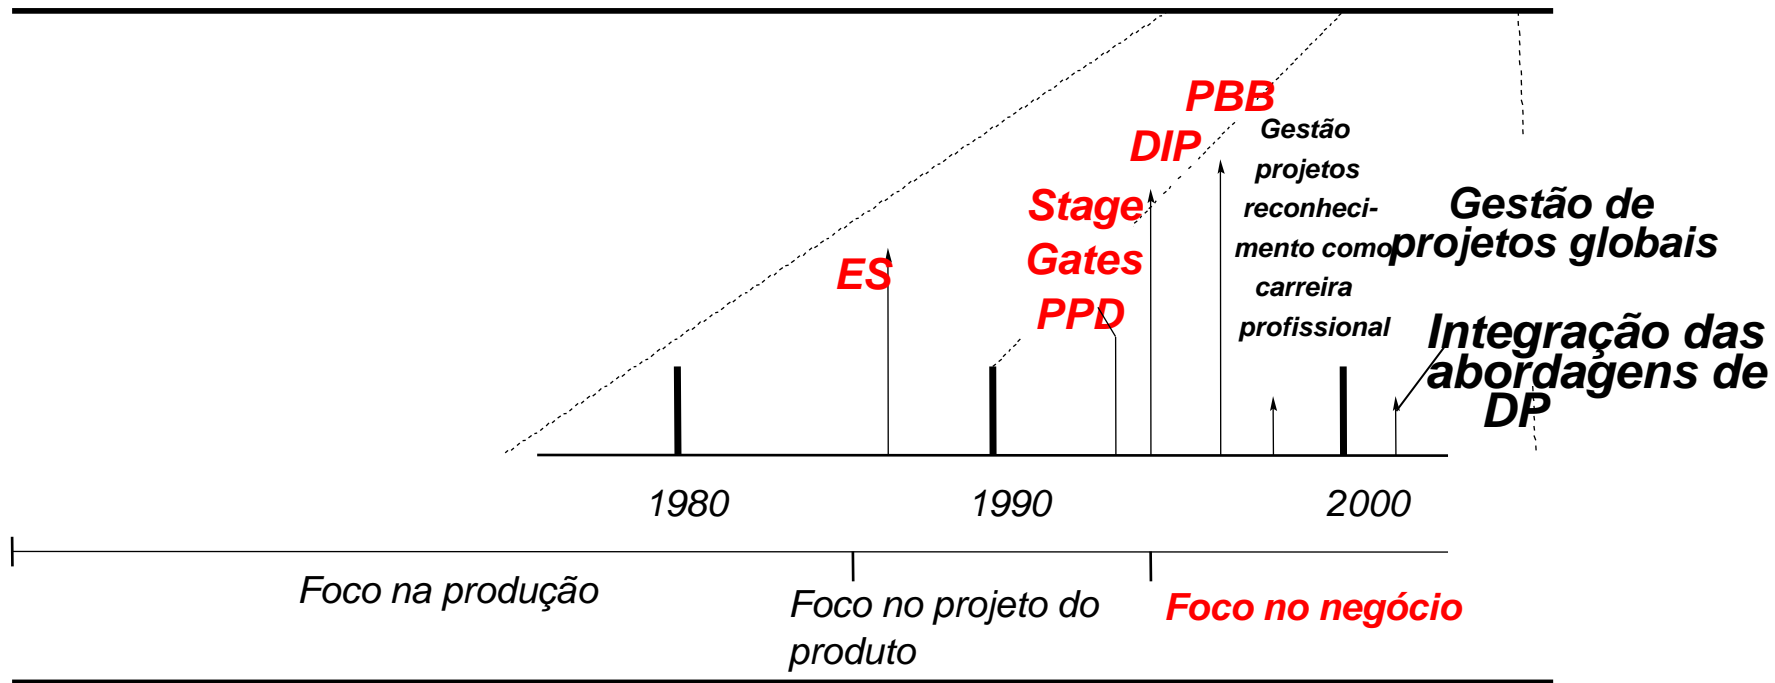 PBB
DIP
Stage
Gates
PPD
ES
Gestão
projetos
reconheci-
mento como
carreira
profissional
Gestão de
projetos globais
Integração das
abordagens de
DP
1980
1990
2000
Foco na produção
Foco no projeto do
produto
Foco no negócio